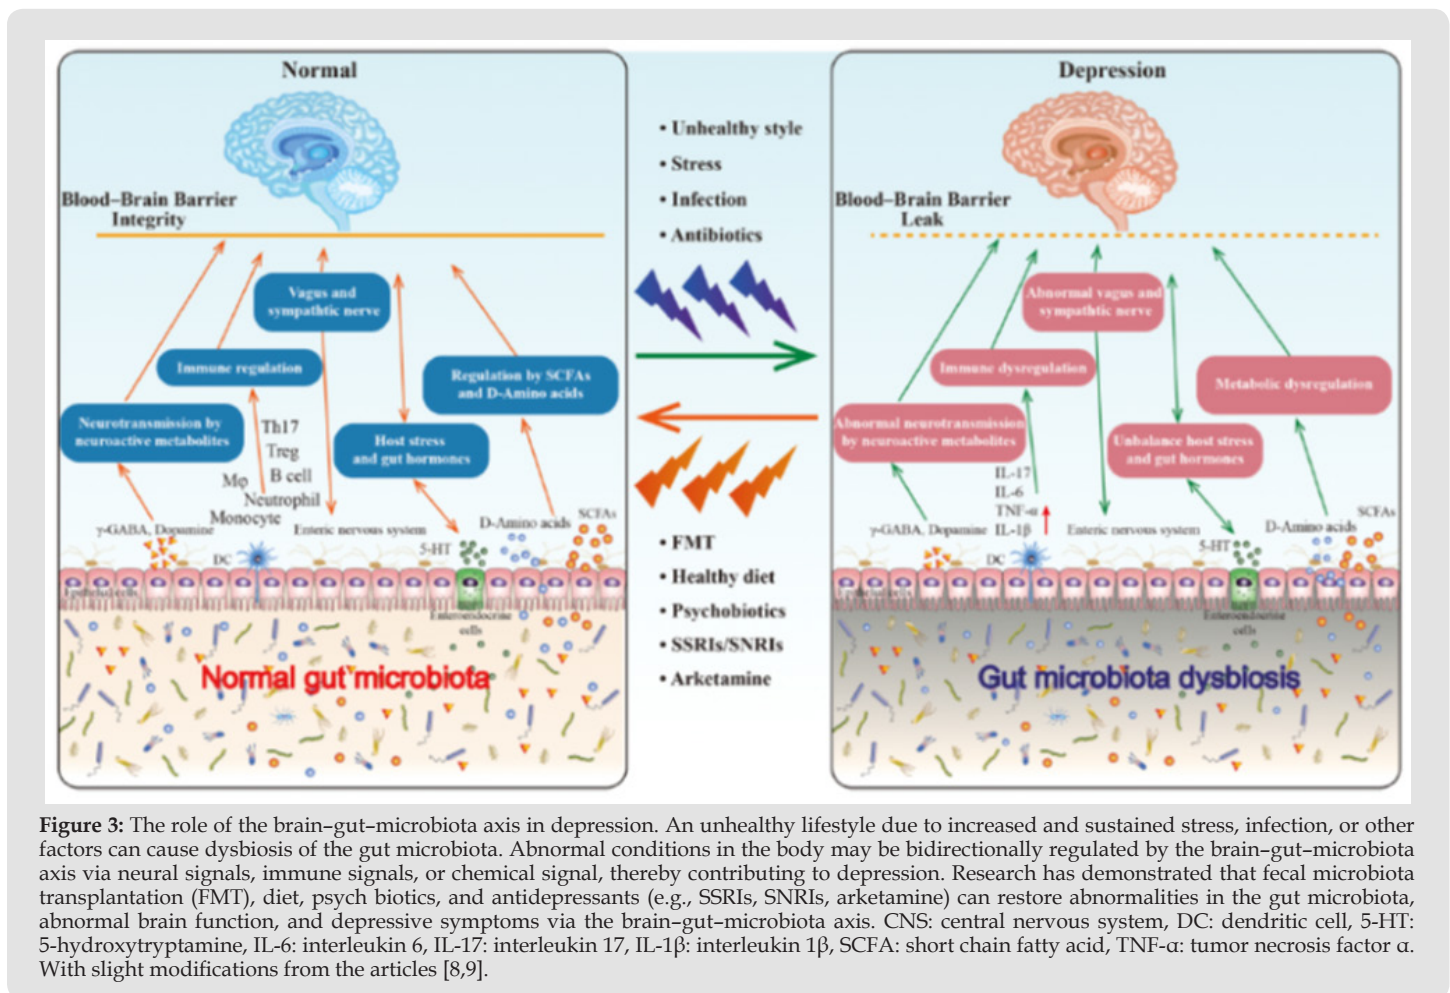 Normal
Blood–Brain Barrier
Integrity
Vagus and
sympathtic nerve
Immune regulation
Regulation by SCFAs
and D-Amino acids
Neurotransmission by
neuroactive metabolites
Host stress
and gut hormones
Th17
Treg
B cell
Mφ
Neutrophil
Monocyte
γ-GABA, Dopamine
Enteric nervous system
D-Amino acids
SCFAs
5-HT
DC
Epithelial cells
Enteroendocrine
cells
Normal gut microbiota
• Unhealthy style
• Stress
• Infection
• Antibiotics
• FMT
• Healthy diet
• Psychobiotics
• SSRIs/SNRIs
• Arketamine
Depression
Blood–Brain Barrier
Leak
Abnormal vagus and
sympathtic nerve
Immune dysregulation
Metabolic dysregulation
Abnormal neurotransmission
by neuroactive metabolites
Unbalance host stress
and gut hormones
IL-17
IL-6
TNF-α
IL-1β
γ-GABA, Dopamine
Enteric nervous system
D-Amino acids
SCFAs
5-HT
DC
Epithelial cells
Enteroendocrine
cells
Gut microbiota dysbiosis
Figure 3: The role of the brain–gut–microbiota axis in depression. An unhealthy lifestyle due to increased and sustained stress, infection, or other
factors can cause dysbiosis of the gut microbiota. Abnormal conditions in the body may be bidirectionally regulated by the brain–gut–microbiota
axis via neural signals, immune signals, or chemical signal, thereby contributing to depression. Research has demonstrated that fecal microbiota
transplantation (FMT), diet, psych biotics, and antidepressants (e.g., SSRIs, SNRIs, arketamine) can restore abnormalities in the gut microbiota,
abnormal brain function, and depressive symptoms via the brain–gut–microbiota axis. CNS: central nervous system, DC: dendritic cell, 5-HT:
5-hydroxytryptamine, IL-6: interleukin 6, IL-17: interleukin 17, IL-1β: interleukin 1β, SCFA: short chain fatty acid, TNF-α: tumor necrosis factor α.
With slight modifications from the articles [8,9].